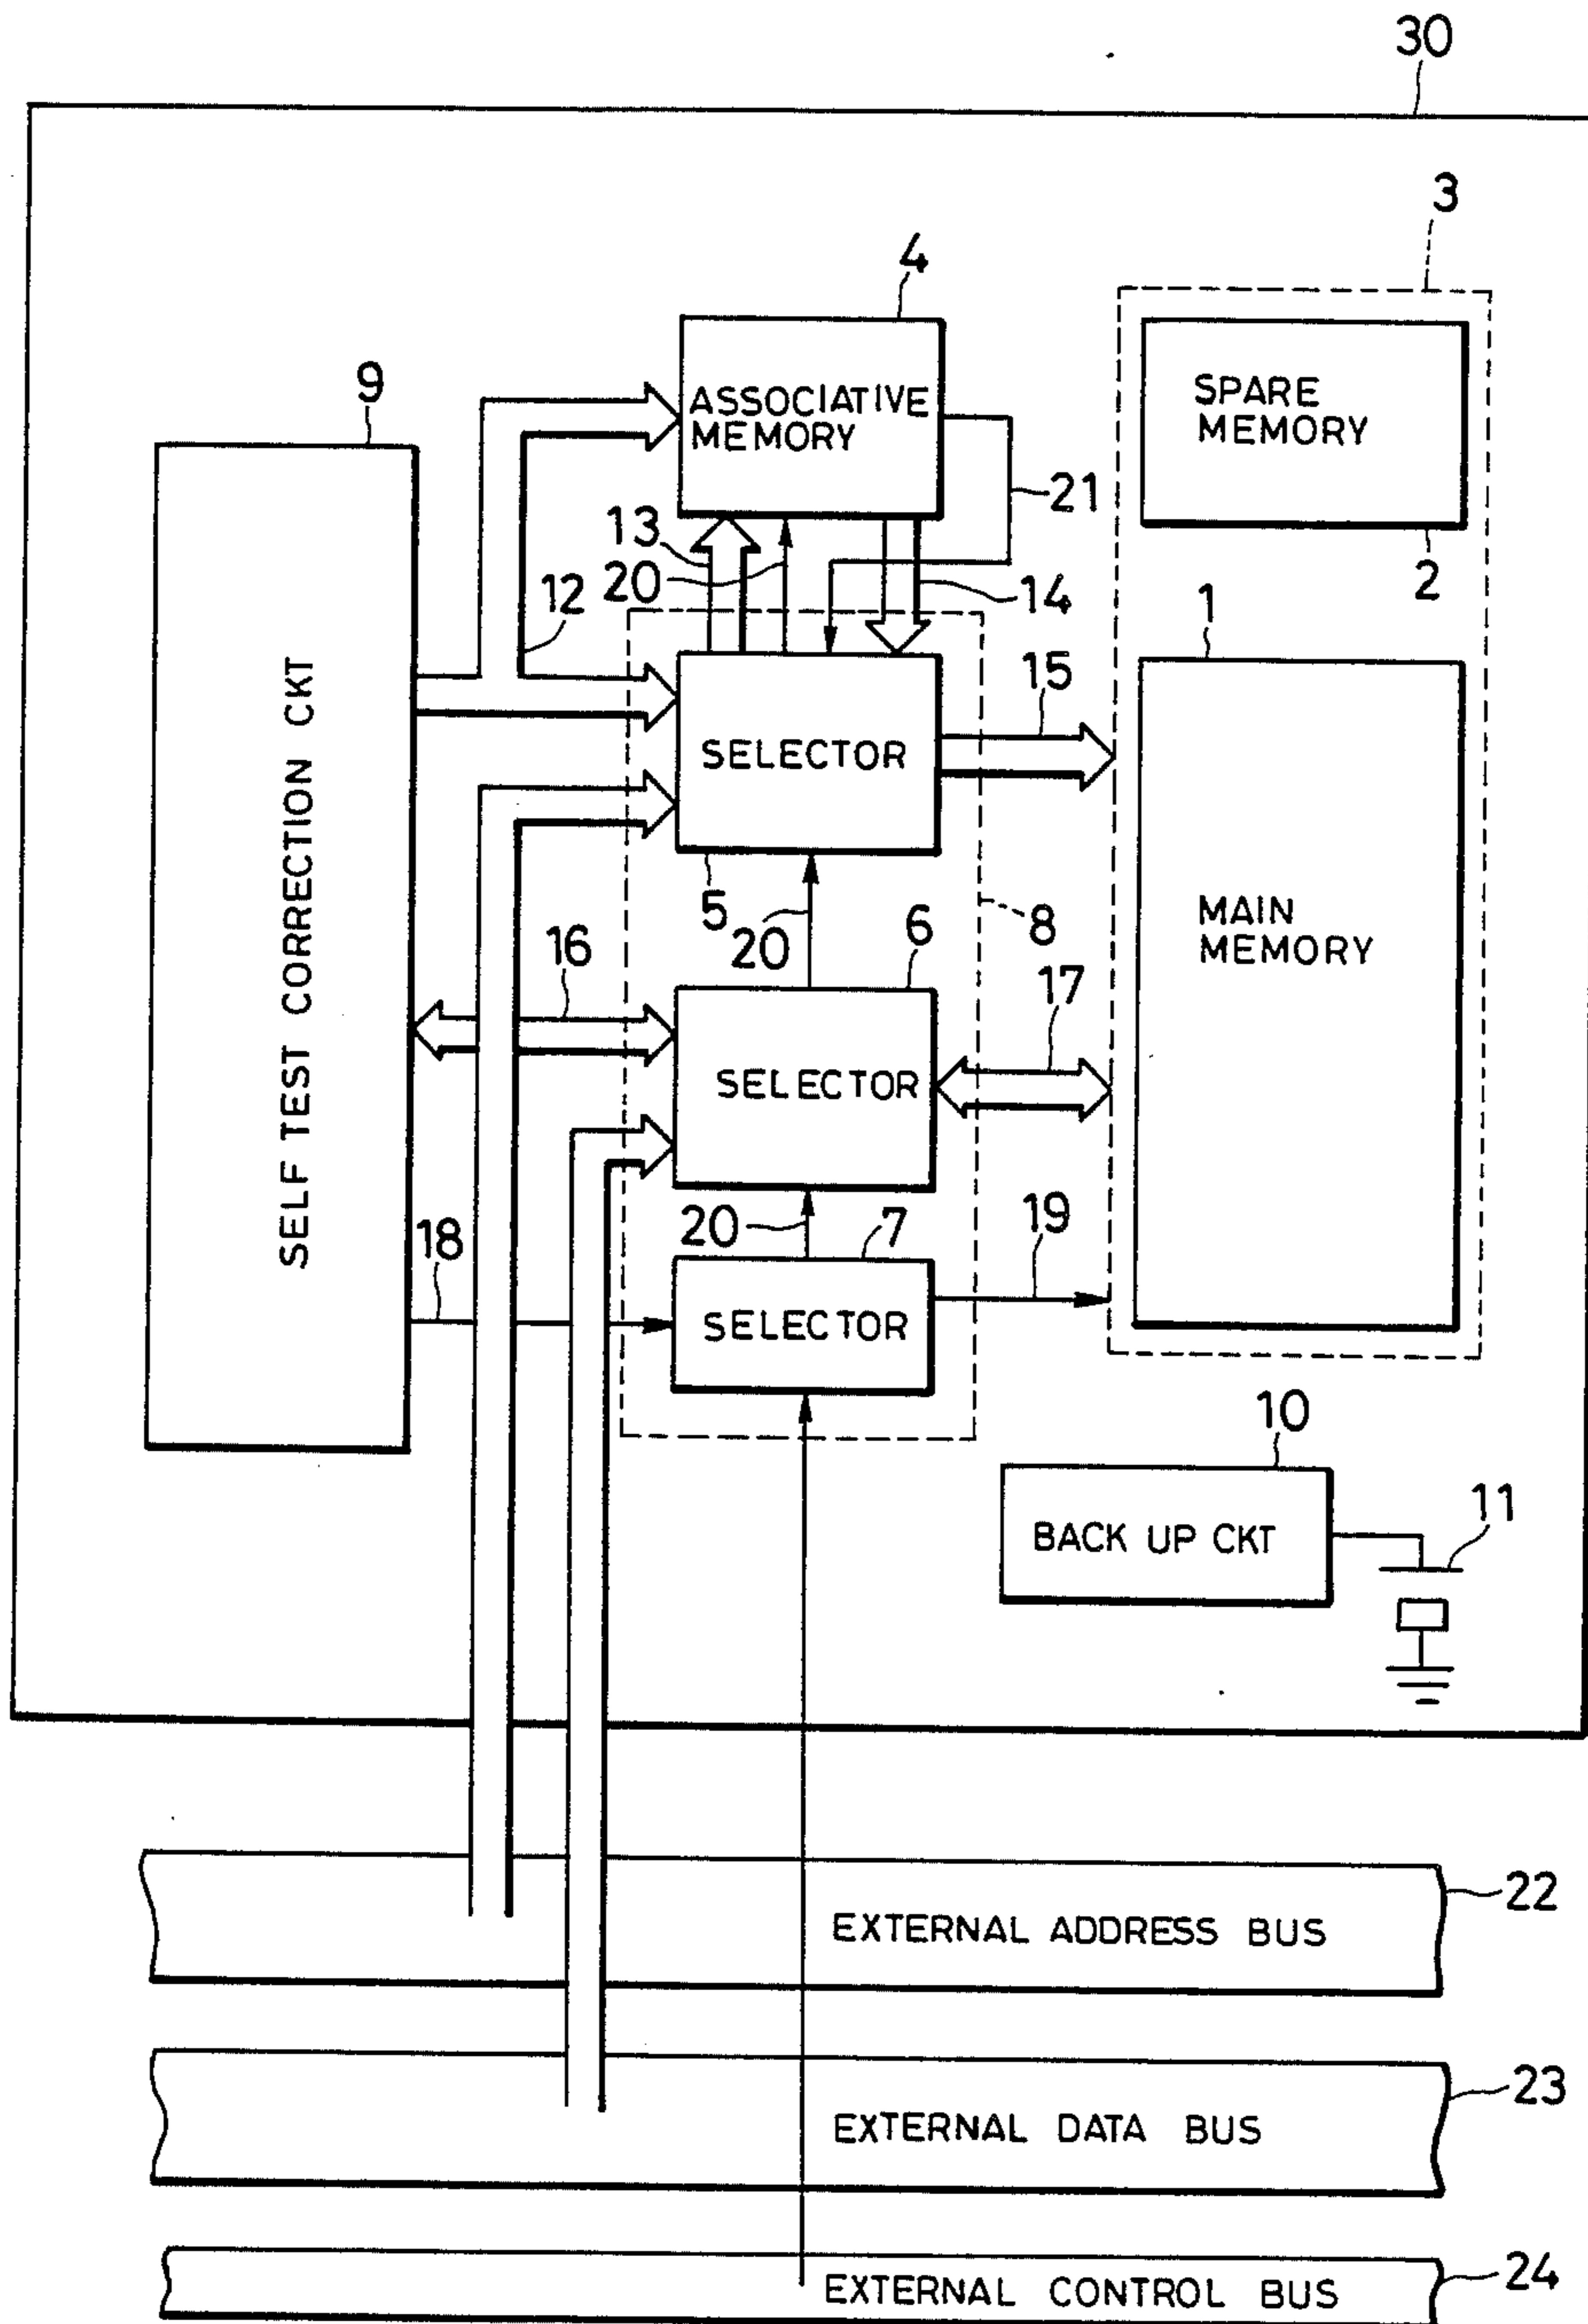 30
3
4
ASSOCIATIVE
MEMORY
SPARE
MEMORY
9
21
13
20
2
12
14
1
15
SELF TEST CORRECTION CKT
SELECTOR
5
20
8
MAIN
MEMORY
6
16
17
SELECTOR
20
7
19
18
SELECTOR
10
11
BACK UP CKT
22
EXTERNAL ADDRESS BUS
23
EXTERNAL DATA BUS
24
EXTERNAL CONTROL BUS